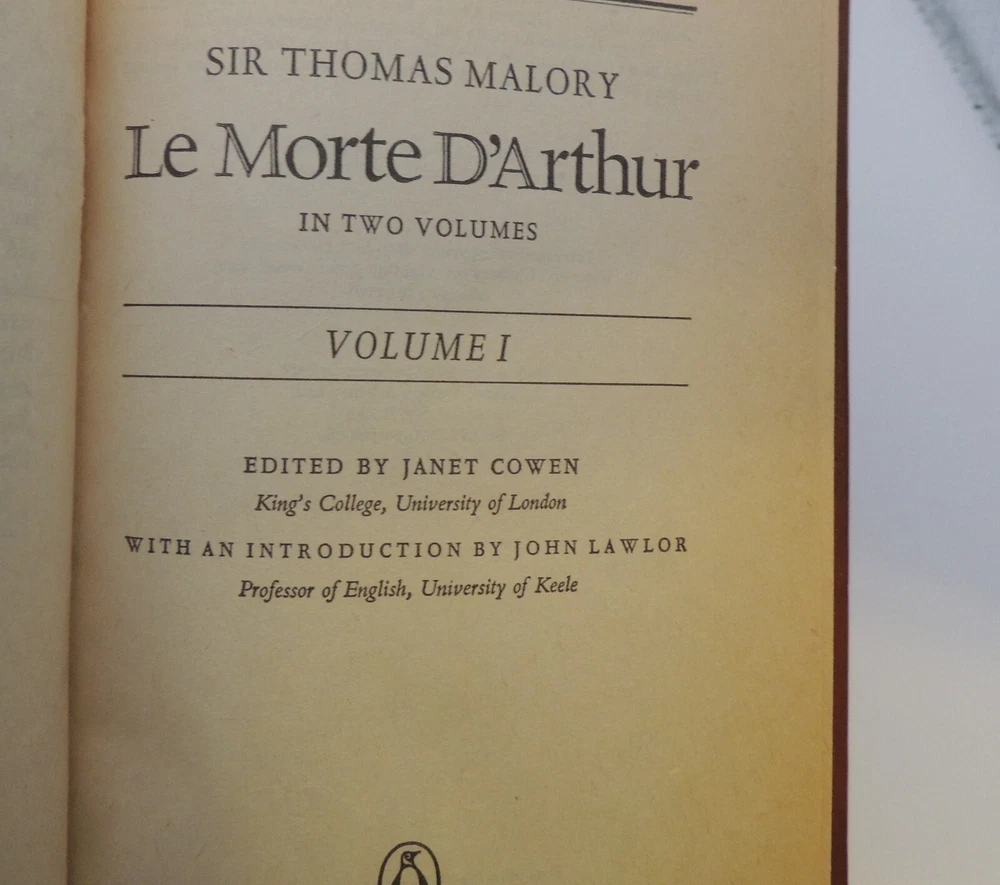 SIR THOMAS MALORY
Le Morte D'Arthur
IN TWO VOLUMES
VOLUME I
EDITED BY JANET COWEN
King's College, University of London
WITH AN INTRODUCTION BY JOHN LAWLOR
Professor of English, University of Keele